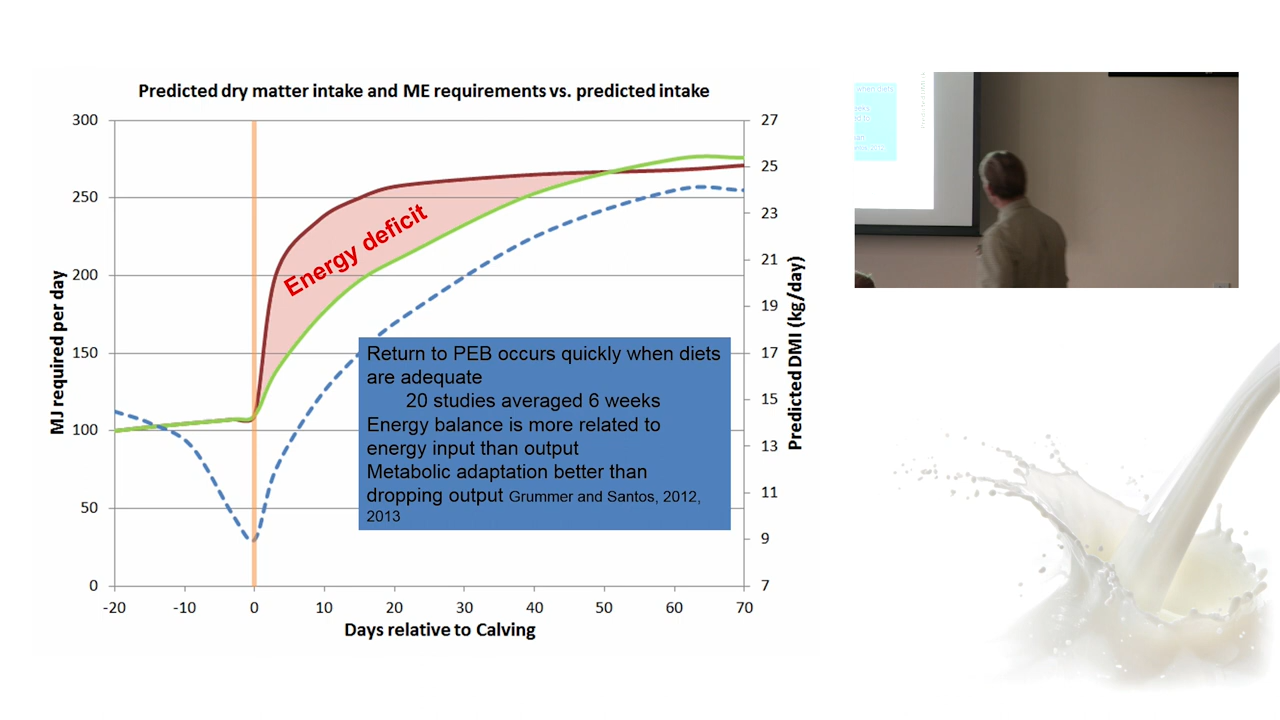 Predicted dry matter intake and ME requirements vs. predicted intake
300
250
200
150
100
50
0
MJ required per day
27
25
23
21
19
17
15
13
11
9
7
Predicted DMI (kg/day)
Energy deficit
Return to PEB occurs quickly when diets
are adequate
20 studies averaged 6 weeks
Energy balance is more related to
energy input than output
Metabolic adaptation better than
dropping output Grummer and Santos, 2012,
2013
-20 -10 0 10 20 30 40 50 60 70
Days relative to Calving
when diets